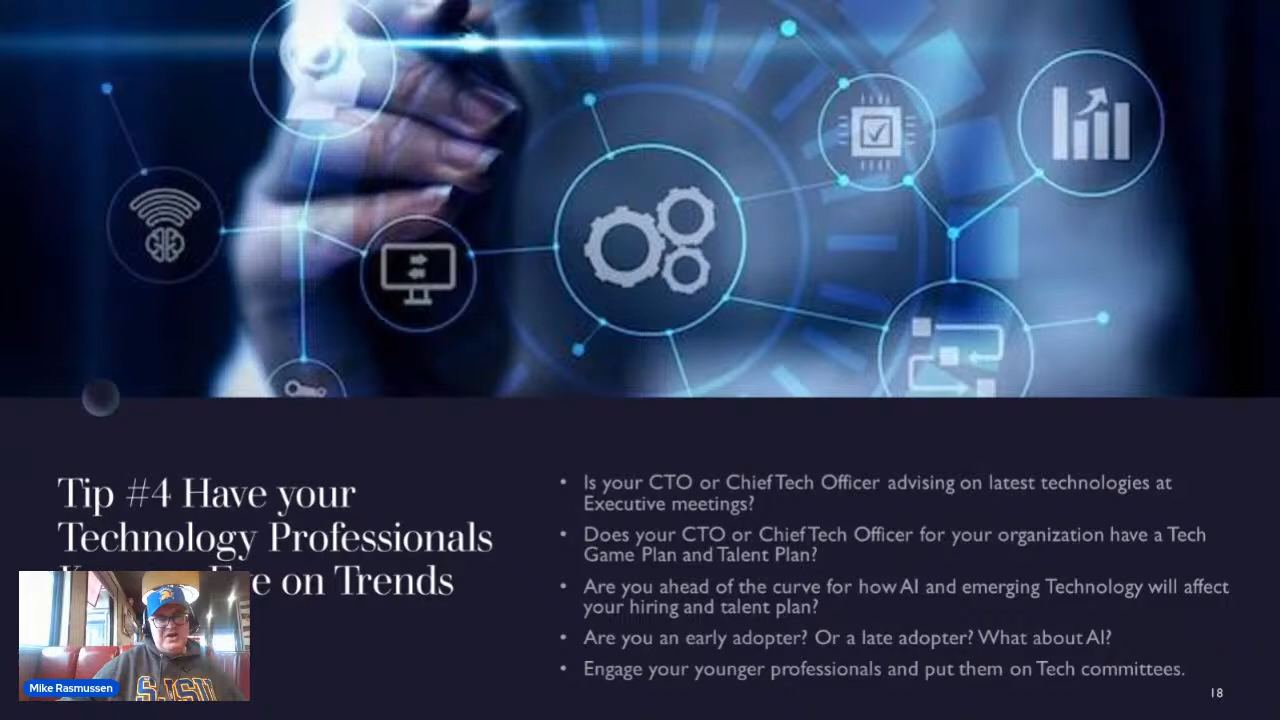 Tip #4 Have your
Technology Professionals
on Trends
• Is your CTO or Chief Tech Officer advising on latest technologies at
Executive meetings?
• Does your CTO or Chief Tech Officer for your organization have a Tech
Game Plan and Talent Plan?
• Are you ahead of the curve for how AI and emerging Technology will affect
your hiring and talent plan?
• Are you an early adopter? Or a late adopter? What about AI?
• Engage your younger professionals and put them on Tech committees.
SJSU
Mike Rasmussen
18